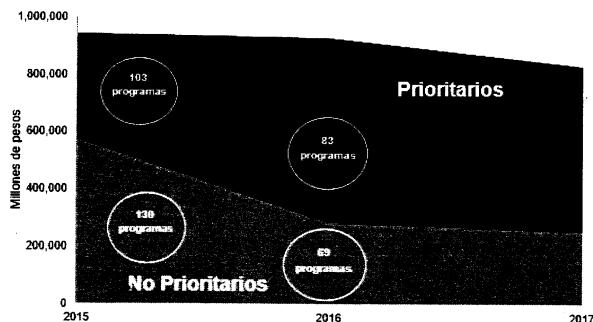 1,000,000
800,000
600,000
400,000
200,000
0
Millones de pesos
103
programas
Prioritarios
83
programas
130
programas
69
programas
No Prioritarios
2015
2016
2017